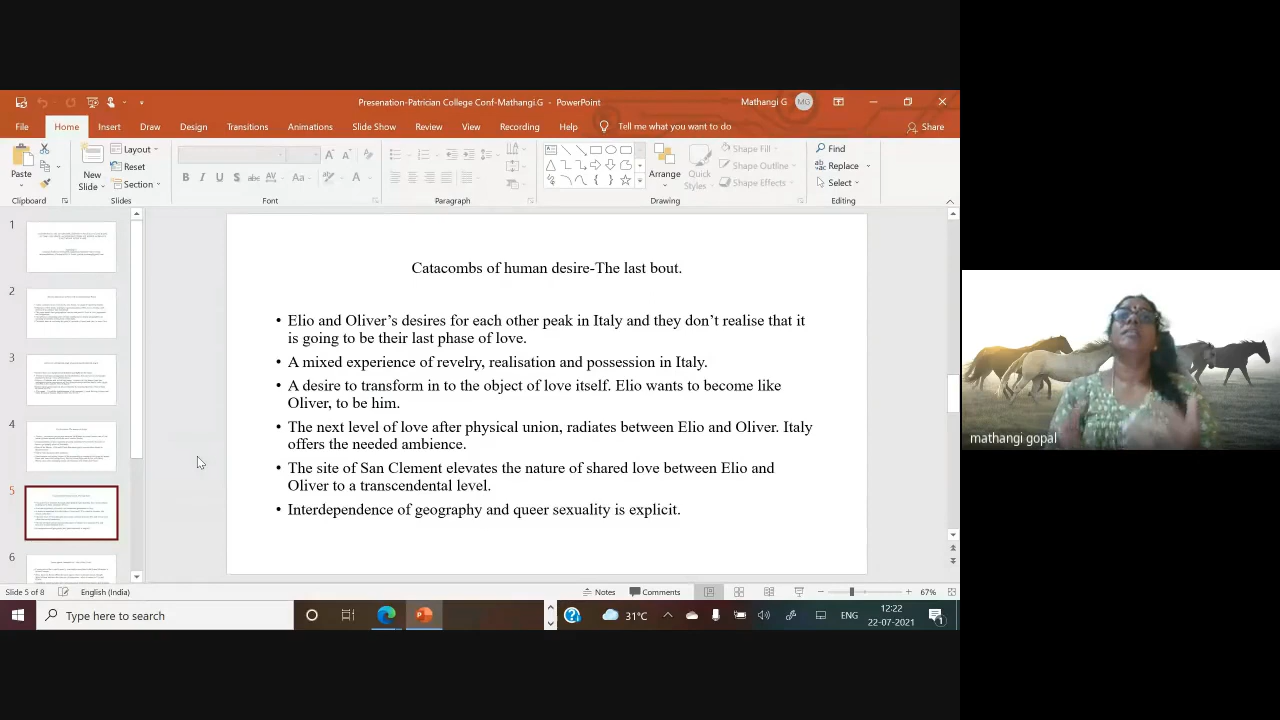 Presenation-Patrician College Conf-Mathangi.G - PowerPoint
Mathangi G
MG
File
Home
Insert
Draw
Design
Transitions
Animations
Slide Show
Review
View
Recording
Help
Tell me what you want to do
Share
Paste
New
Slide
Layout
Reset
Section
Arrange
Quick
Styles
Shape Fill
Shape Outline
Shape Effects
Find
Replace
Select
Clipboard
Slides
Font
Paragraph
Drawing
Editing
1
2
3
4
5
6
Catacombs of human desire-The last bout.
• Elio and Oliver’s desires for each other peak in Italy and they don’t realise that it
is going to be their last phase of love.
• A mixed experience of revelry, realisation and possession in Italy.
• A desire to transform in to the object of love itself. Elio wants to become like
Oliver, to be him.
• The next level of love after physical union, radiates between Elio and Oliver. Italy
offers the needed ambience.
• The site of San Clement elevates the nature of shared love between Elio and
Oliver to a transcendental level.
• Interdependence of geography and queer sexuality is explicit.
mathangi gopal
Slide 5 of 8
English (India)
Notes
Comments
67%
Type here to search
31°C
ENG
12:22
22-07-2021